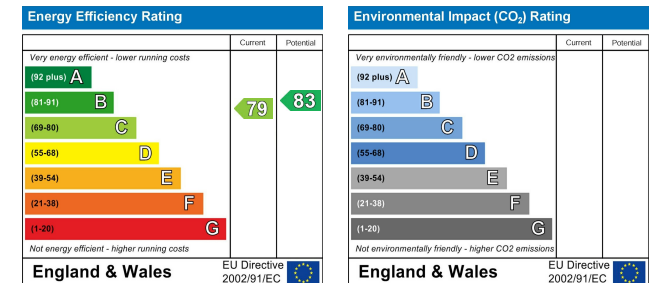 Energy Efficiency Rating
Current Potential
Very energy efficient - lower running costs
(92 plus) A
(81-91) B
(69-80) C
(55-68) D
(39-54) E
(21-38) F
(1-20) G
79
83
Not energy efficient - higher running costs
England & Wales
EU Directive
2002/91/EC
Environmental Impact (CO₂) Rating
Current Potential
Very environmentally friendly - lower CO2 emissions
(92 plus) A
(81-91) B
(69-80) C
(55-68) D
(39-54) E
(21-38) F
(1-20) G
Not environmentally friendly - higher CO2 emissions
England & Wales
EU Directive
2002/91/EC